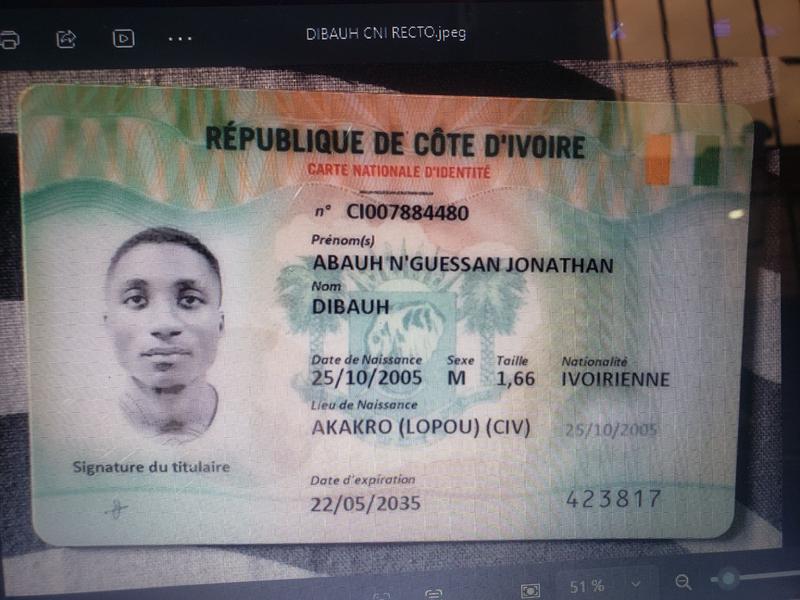 DIBAUH CNI RECTO.jpeg
RÉPUBLIQUE DE CÔTE D'IVOIRE
CARTE NATIONALE D'IDENTITÉ
n° CI007884480
Prénom(s)
ABAUH N'GUESSAN JONATHAN
Nom
DIBAUH
Date de Naissance Sexe Taille Nationalité
25/10/2005 M 1,66 IVOIRIENNE
Lieu de Naissance
AKAKRO (LOPOU) (CIV) 25/10/2005
Signature du titulaire
Date d'expiration
22/05/2035 423817
51 %